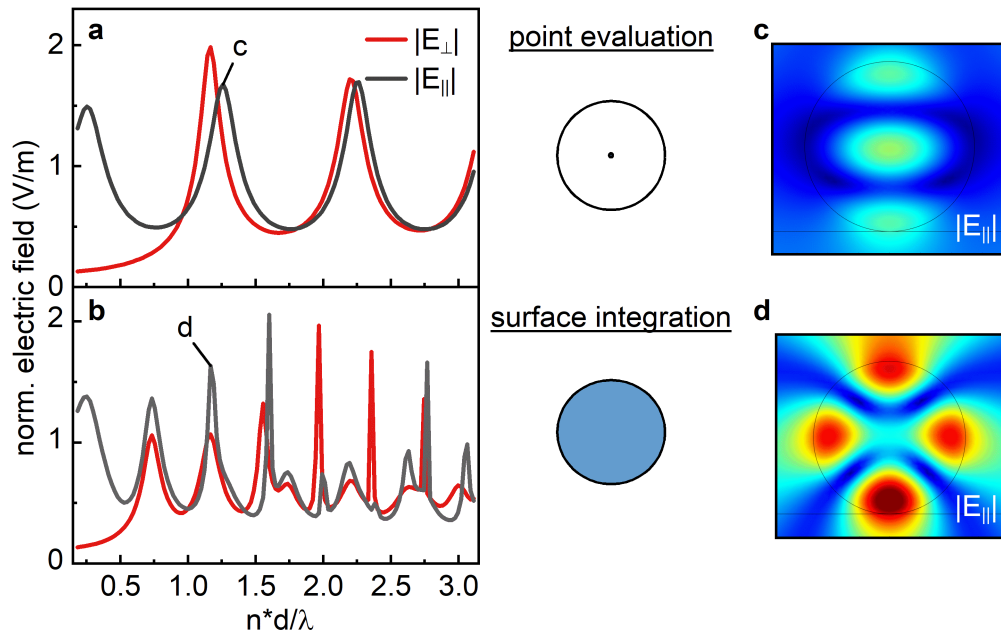 a
|E⊥|
|E|||
c
2
1
0
norm. electric field (V/m)
b
d
2
1
0
0.5 1.0 1.5 2.0 2.5 3.0
n*d/λ
point evaluation
surface integration
c
|E|||
d
|E|||